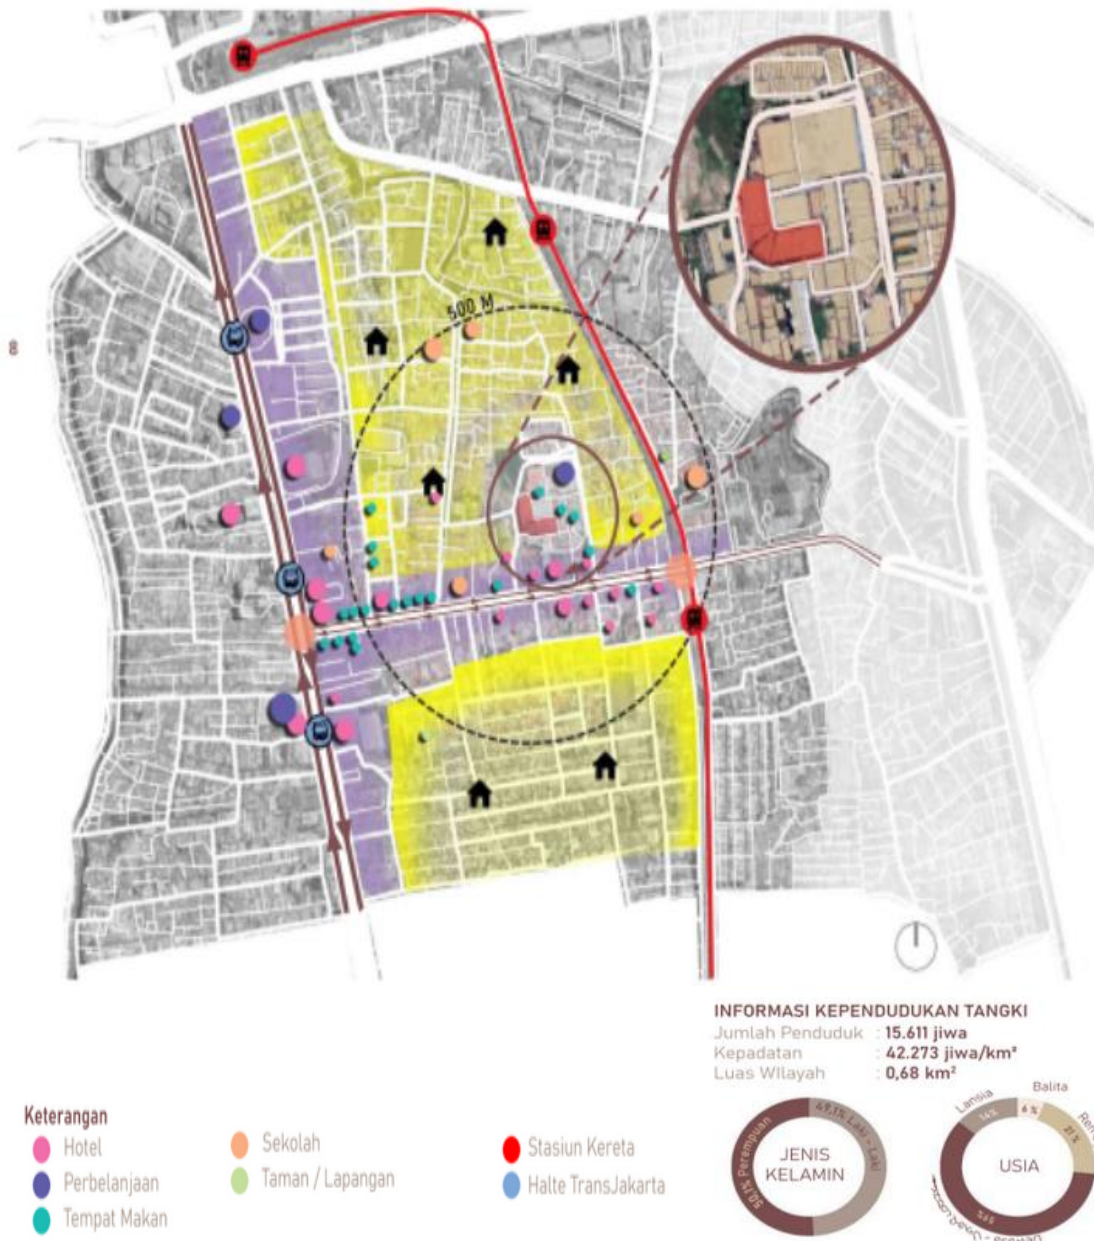 500 M
INFORMASI KEPENDUDUKAN TANGKI
Jumlah Penduduk : 15.611 jiwa
Kepadatan : 42.273 jiwa/km²
Luas WIlayah : 0,68 km²
Keterangan
Hotel
Perbelanjaan
Tempat Makan
Sekolah
Taman / Lapangan
Stasiun Kereta
Halte TransJakarta
50,1% Perempuan
49,1% Laki - Laki
JENIS
KELAMIN
Lansia
14%
Balita
6 %
21 %
USIA
59%